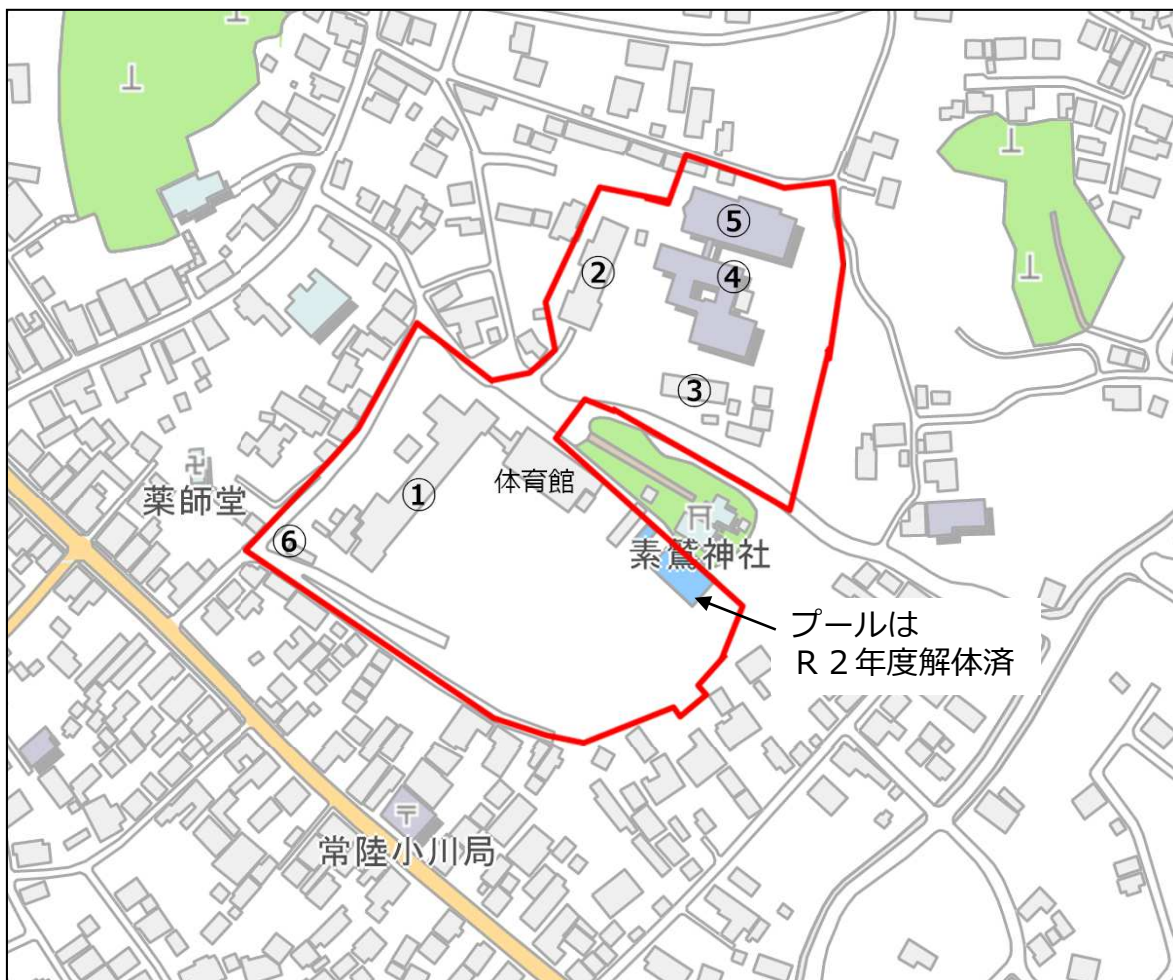 ⑤
②
④
③
体育館
①
薬師堂
⑥
素鵞神社
プールは
R２年度解体済
常陸小川局